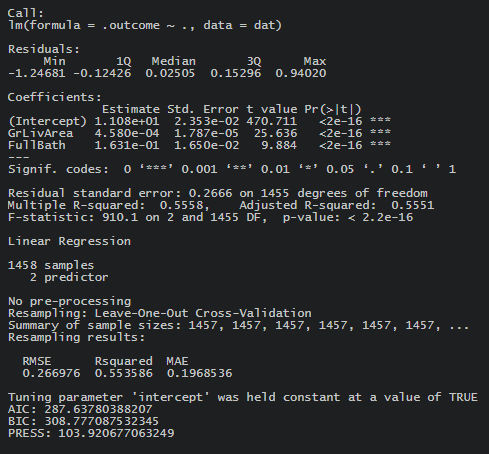 Call:
lm(formula = .outcome ~ ., data = dat)
Residuals:
     Min       1Q   Median       3Q      Max
-1.24681 -0.12426  0.02505  0.15296  0.94020
Coefficients:
             Estimate Std. Error t value Pr(>|t|)
(Intercept) 1.108e+01  2.353e-02 470.711   <2e-16 ***
GrLivArea   4.580e-04  1.787e-05  25.636   <2e-16 ***
FullBath    1.631e-01  1.650e-02   9.884   <2e-16 ***
---
Signif. codes:  0 ‘***’ 0.001 ‘**’ 0.01 ‘*’ 0.05 ‘.’ 0.1 ‘ ’ 1
Residual standard error: 0.2666 on 1455 degrees of freedom
Multiple R-squared:  0.5558,	Adjusted R-squared:  0.5551
F-statistic: 910.1 on 2 and 1455 DF,  p-value: < 2.2e-16
Linear Regression
1458 samples
   2 predictor
No pre-processing
Resampling: Leave-One-Out Cross-Validation
Summary of sample sizes: 1457, 1457, 1457, 1457, 1457, 1457, ...
Resampling results:
  RMSE      Rsquared  MAE
  0.266976  0.553586  0.1968536
Tuning parameter 'intercept' was held constant at a value of TRUE
AIC: 287.63780388207
BIC: 308.777087532345
PRESS: 103.920677063249